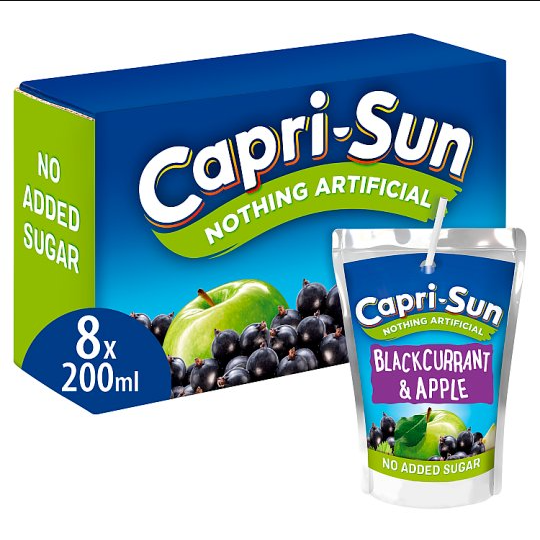 NO
ADDED
SUGAR
Capri-Sun
NOTHING ARTIFICIAL
8x
200ml
Capri-Sun
NOTHING ARTIFICIAL
BLACKCURRANT
& APPLE
NO ADDED SUGAR